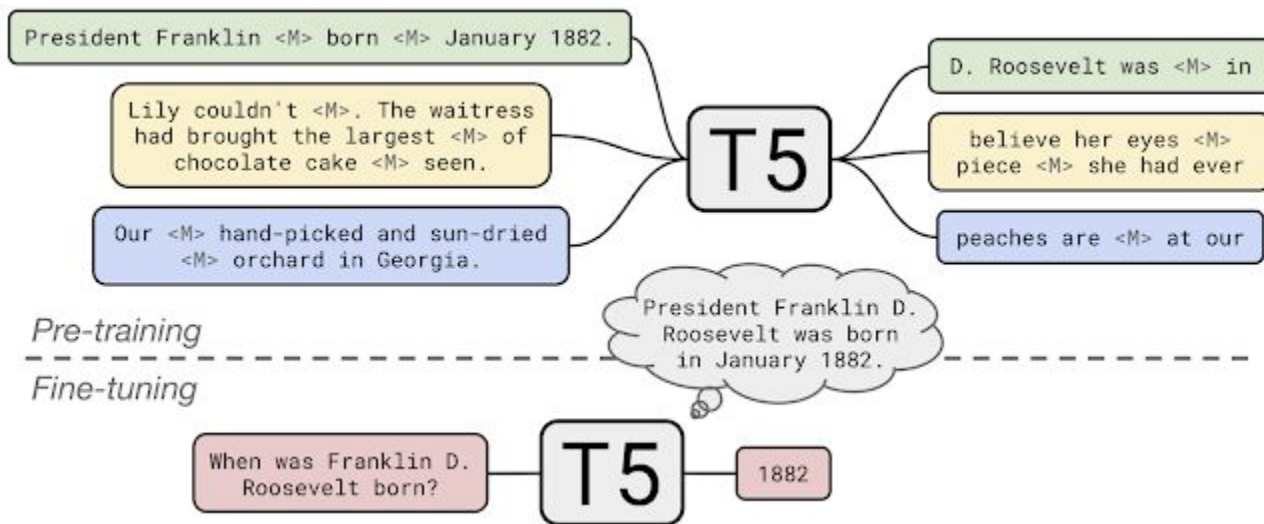 President Franklin <M> born <M> January 1882.
Lily couldn't <M>. The waitress
had brought the largest <M> of
chocolate cake <M> seen.
Our <M> hand-picked and sun-dried
<M> orchard in Georgia.
T5
D. Roosevelt was <M> in
believe her eyes <M>
piece <M> she had ever
peaches are <M> at our
Pre-training
President Franklin D.
Roosevelt was born
in January 1882.
Fine-tuning
When was Franklin D.
Roosevelt born?
T5
1882